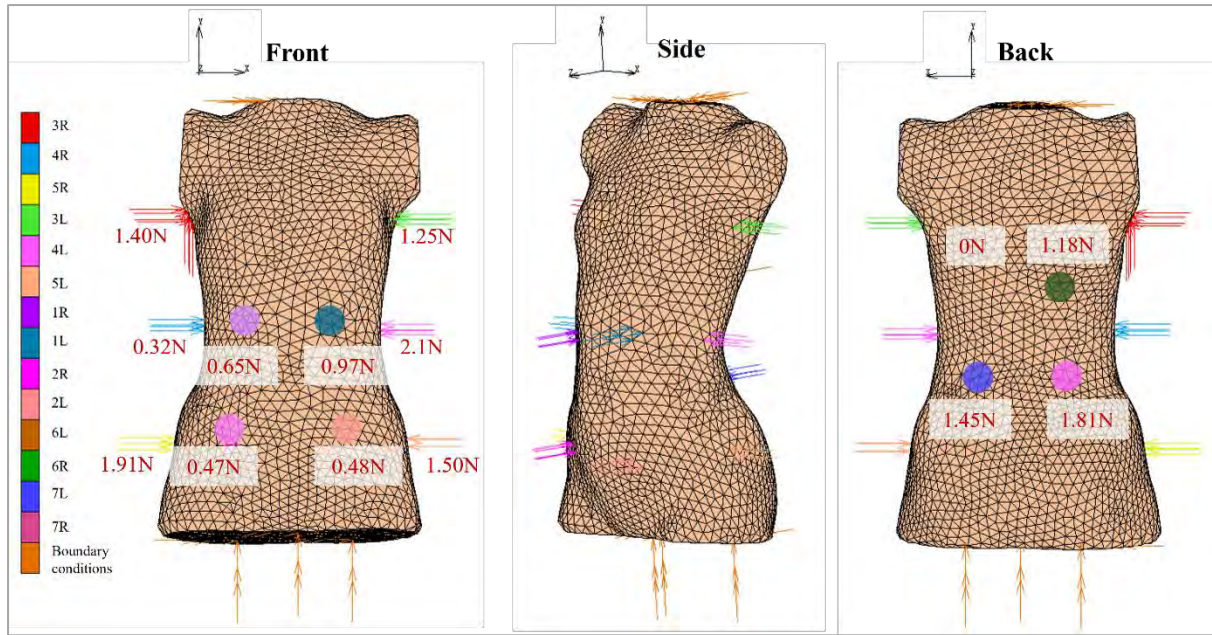 Front
Side
Back
Y
Z
X
Y
Z
X
Y
X
Z
3R
4R
5R
3L
4L
5L
1R
1L
2R
2L
6L
6R
7L
7R
Boundary
conditions
1.40N
1.25N
0.32N
2.1N
0.65N
0.97N
1.91N
0.47N
0.48N
1.50N
0N
1.18N
1.45N
1.81N